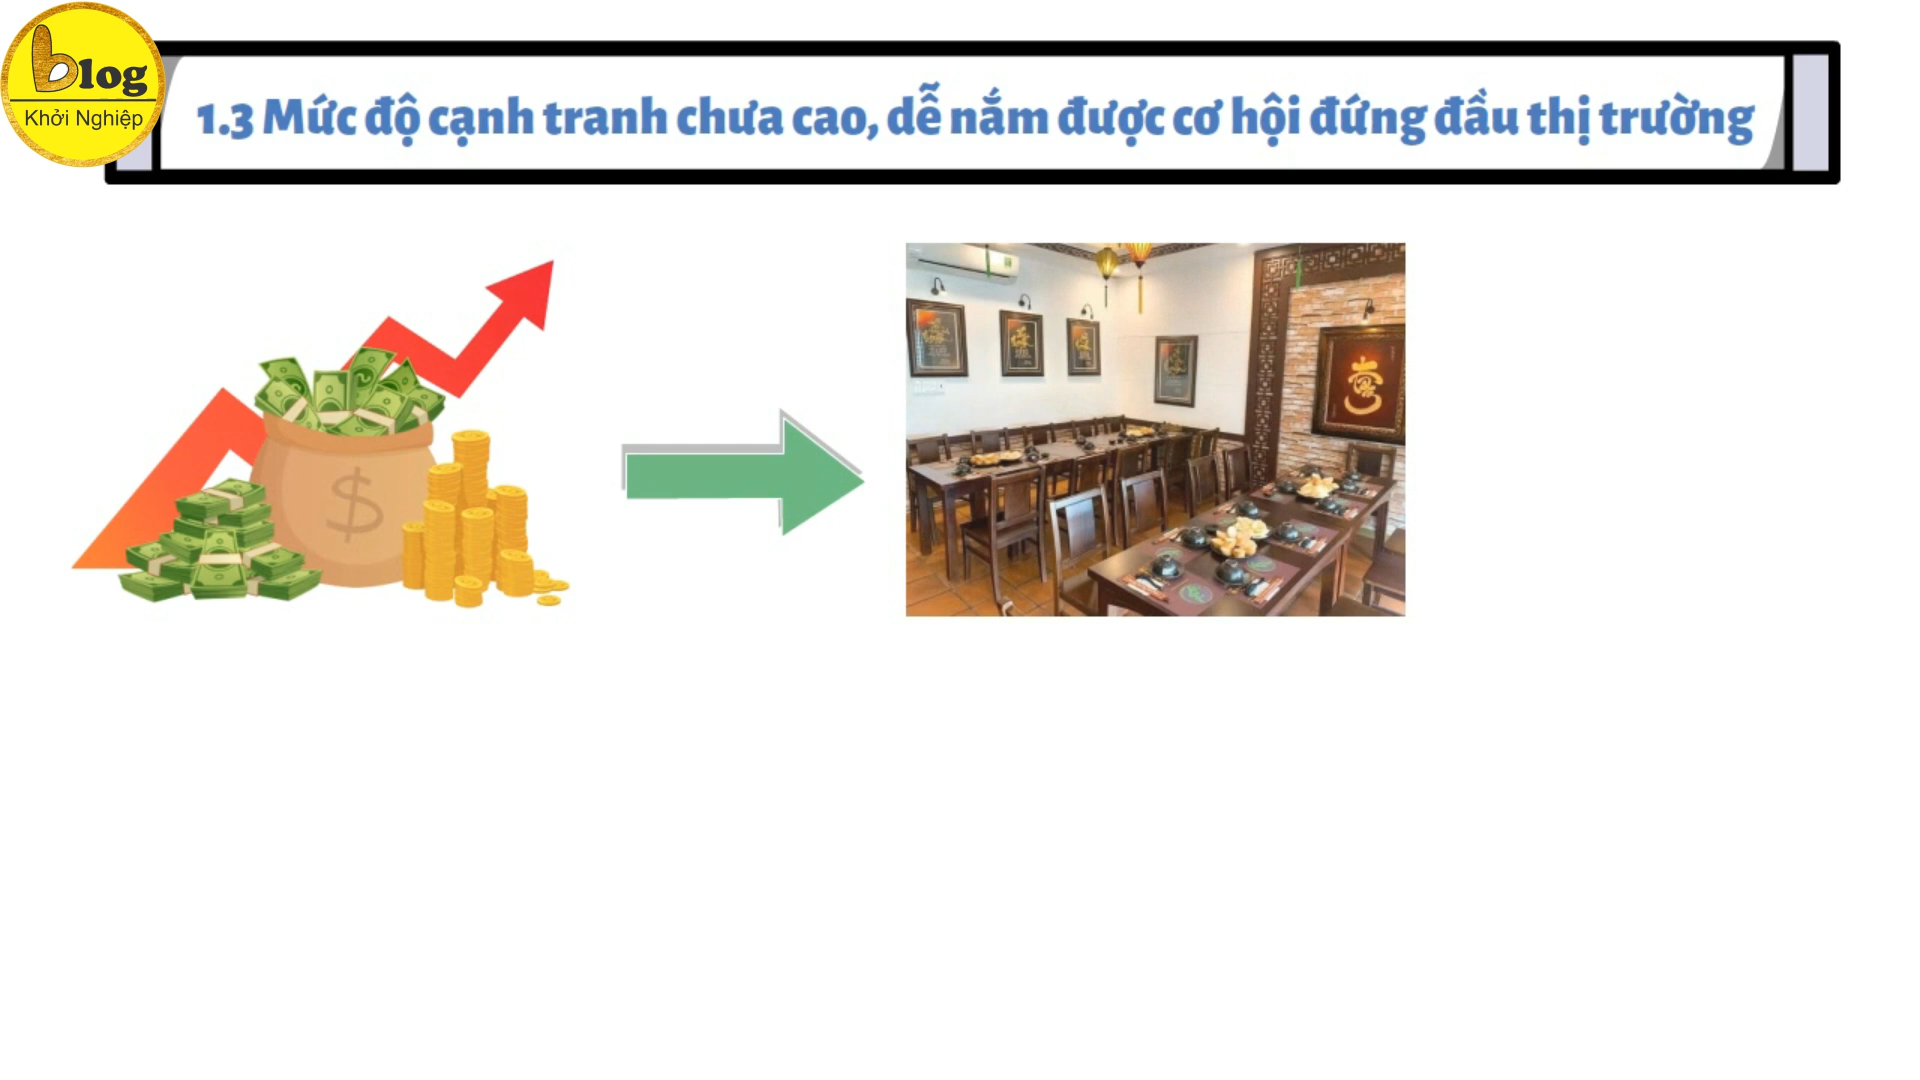 blog
Khởi Nghiệp
1.3 Mức độ cạnh tranh chưa cao, dễ nắm được cơ hội đứng đầu thị trường
$